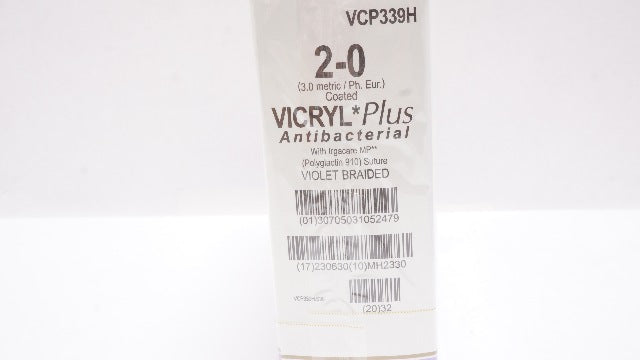 VCP339H
2-0
(3.0 metric / Ph. Eur.)
Coated
VICRYL*Plus
Antibacterial
With Irgacare MP**
(Polyglactin 910) Suture
VIOLET BRAIDED
(01)30705031052479
(17)230630(10)MH2330
(20)32